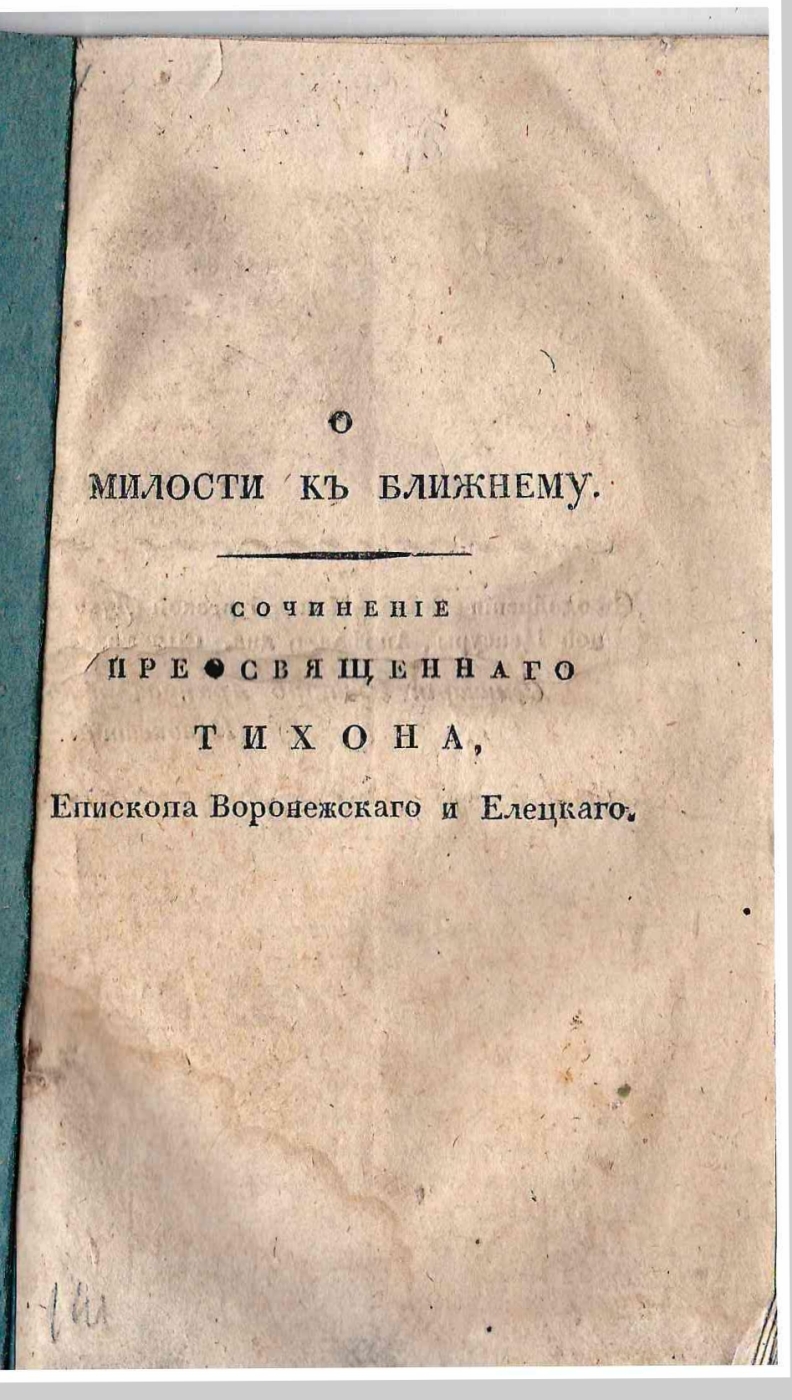 О
МИЛОСТИ КЪ БЛИЖНЕМУ.
СОЧИНЕНІЕ
ПРЕОСВЯЩЕННАГО
ТИХОНА,
Епископа Воронежскаго и Елецкаго.